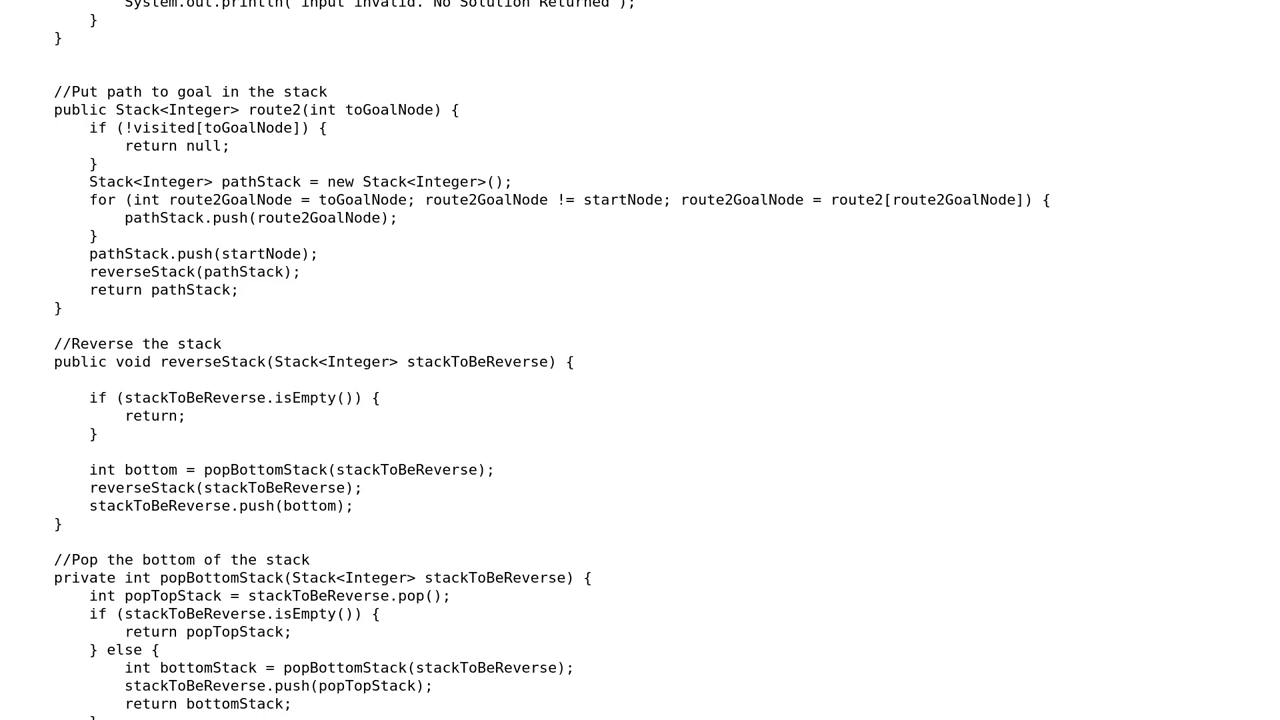 System.out.println("Input invalid. No Solution Returned");
        }
    }


    //Put path to goal in the stack
    public Stack<Integer> route2(int toGoalNode) {
        if (!visited[toGoalNode]) {
            return null;
        }
        Stack<Integer> pathStack = new Stack<Integer>();
        for (int route2GoalNode = toGoalNode; route2GoalNode != startNode; route2GoalNode = route2[route2GoalNode]) {
            pathStack.push(route2GoalNode);
        }
        pathStack.push(startNode);
        reverseStack(pathStack);
        return pathStack;
    }

    //Reverse the stack
    public void reverseStack(Stack<Integer> stackToBeReverse) {

        if (stackToBeReverse.isEmpty()) {
            return;
        }

        int bottom = popBottomStack(stackToBeReverse);
        reverseStack(stackToBeReverse);
        stackToBeReverse.push(bottom);
    }

    //Pop the bottom of the stack
    private int popBottomStack(Stack<Integer> stackToBeReverse) {
        int popTopStack = stackToBeReverse.pop();
        if (stackToBeReverse.isEmpty()) {
            return popTopStack;
        } else {
            int bottomStack = popBottomStack(stackToBeReverse);
            stackToBeReverse.push(popTopStack);
            return bottomStack;
        }